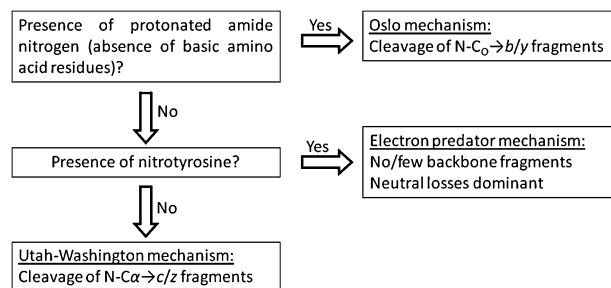 Presence of protonated amide
nitrogen (absence of basic amino
acid residues)?
Yes
Oslo mechanism:
Cleavage of N-Co→b/y fragments
No
Presence of nitrotyrosine?
Yes
Electron predator mechanism:
No/few backbone fragments
Neutral losses dominant
No
Utah-Washington mechanism:
Cleavage of N-Cα→c/z fragments